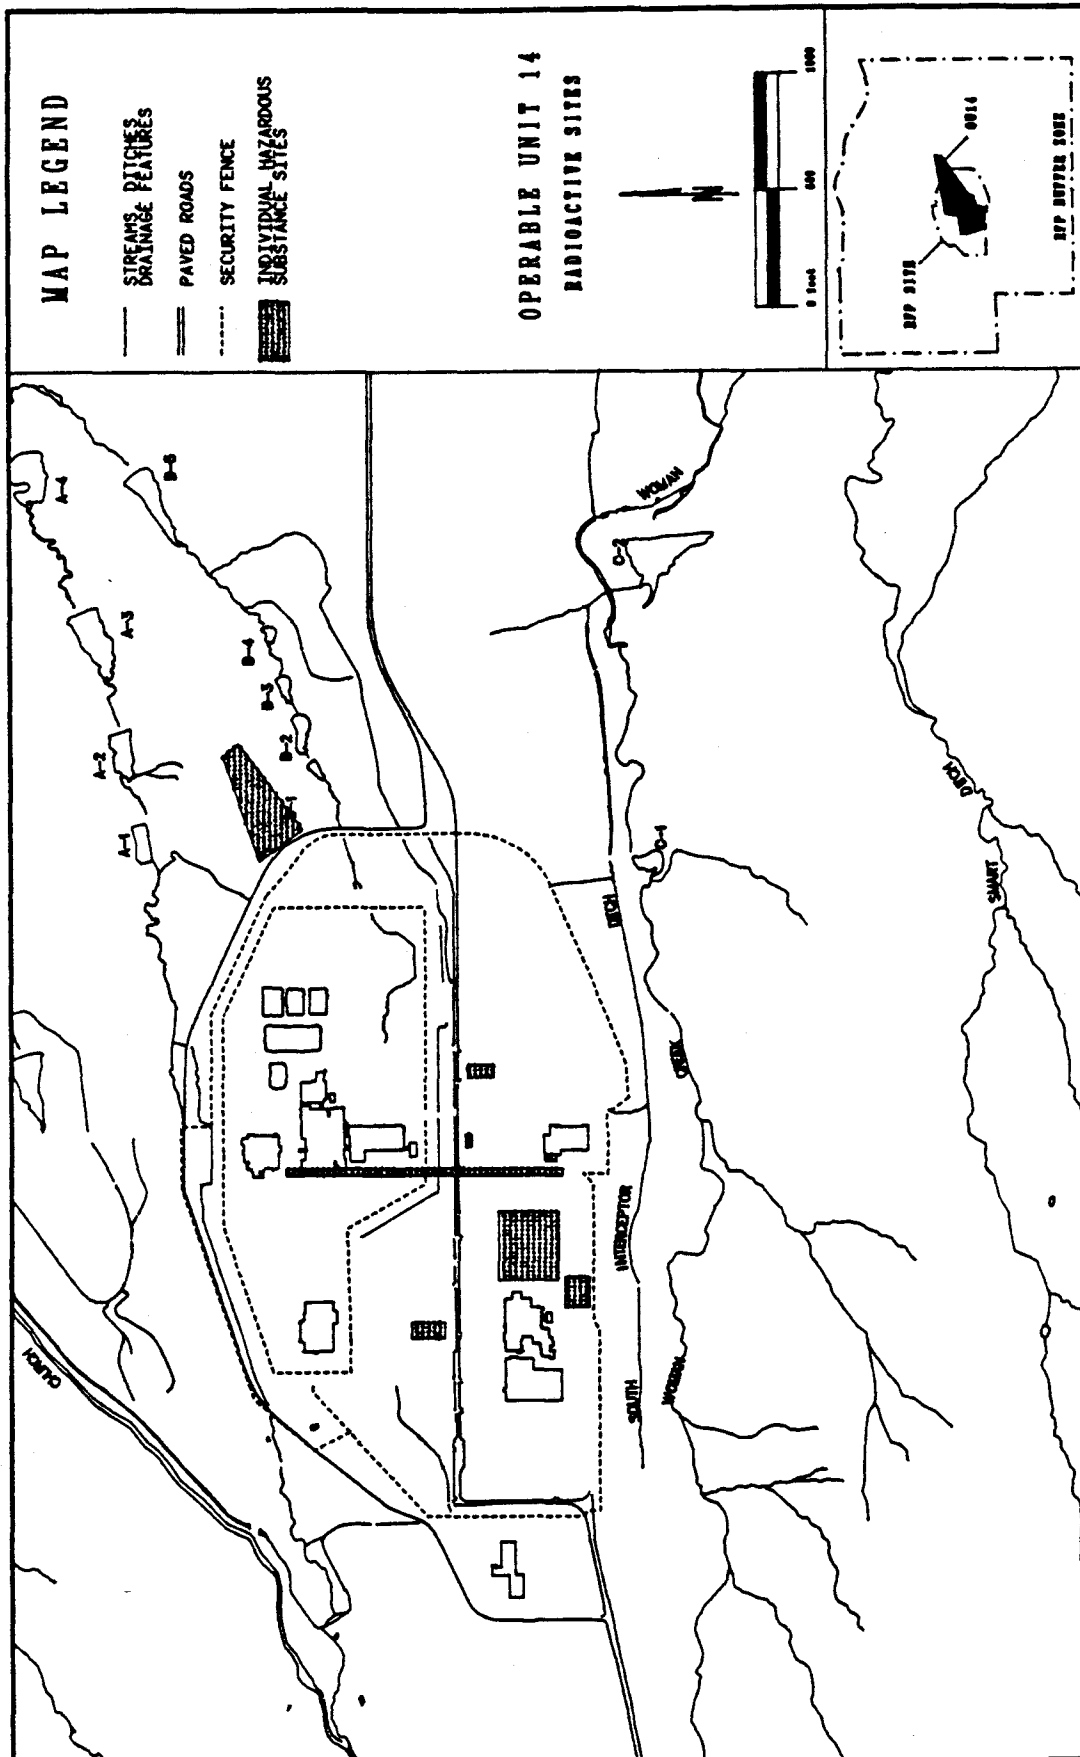 MAP LEGEND
STREAMS, DITCHES
DRAINAGE FEATURES
PAVED ROADS
SECURITY FENCE
INDIVIDUAL HAZARDOUS
SUBSTANCE SITES
OPERABLE UNIT 14
RADIOACTIVE SITES
N
0 feet
500
1000
RFP SITE
OU14
RFP BUFFER ZONE
A-4
B-5
A-3
B-4
B-3
A-2
B-2
A-1
B-1
WOMAN
C-2
C-1
DITCH
CREEK
INTERCEPTOR
WOMAN
SOUTH
DITCH
SMART
CHURCH